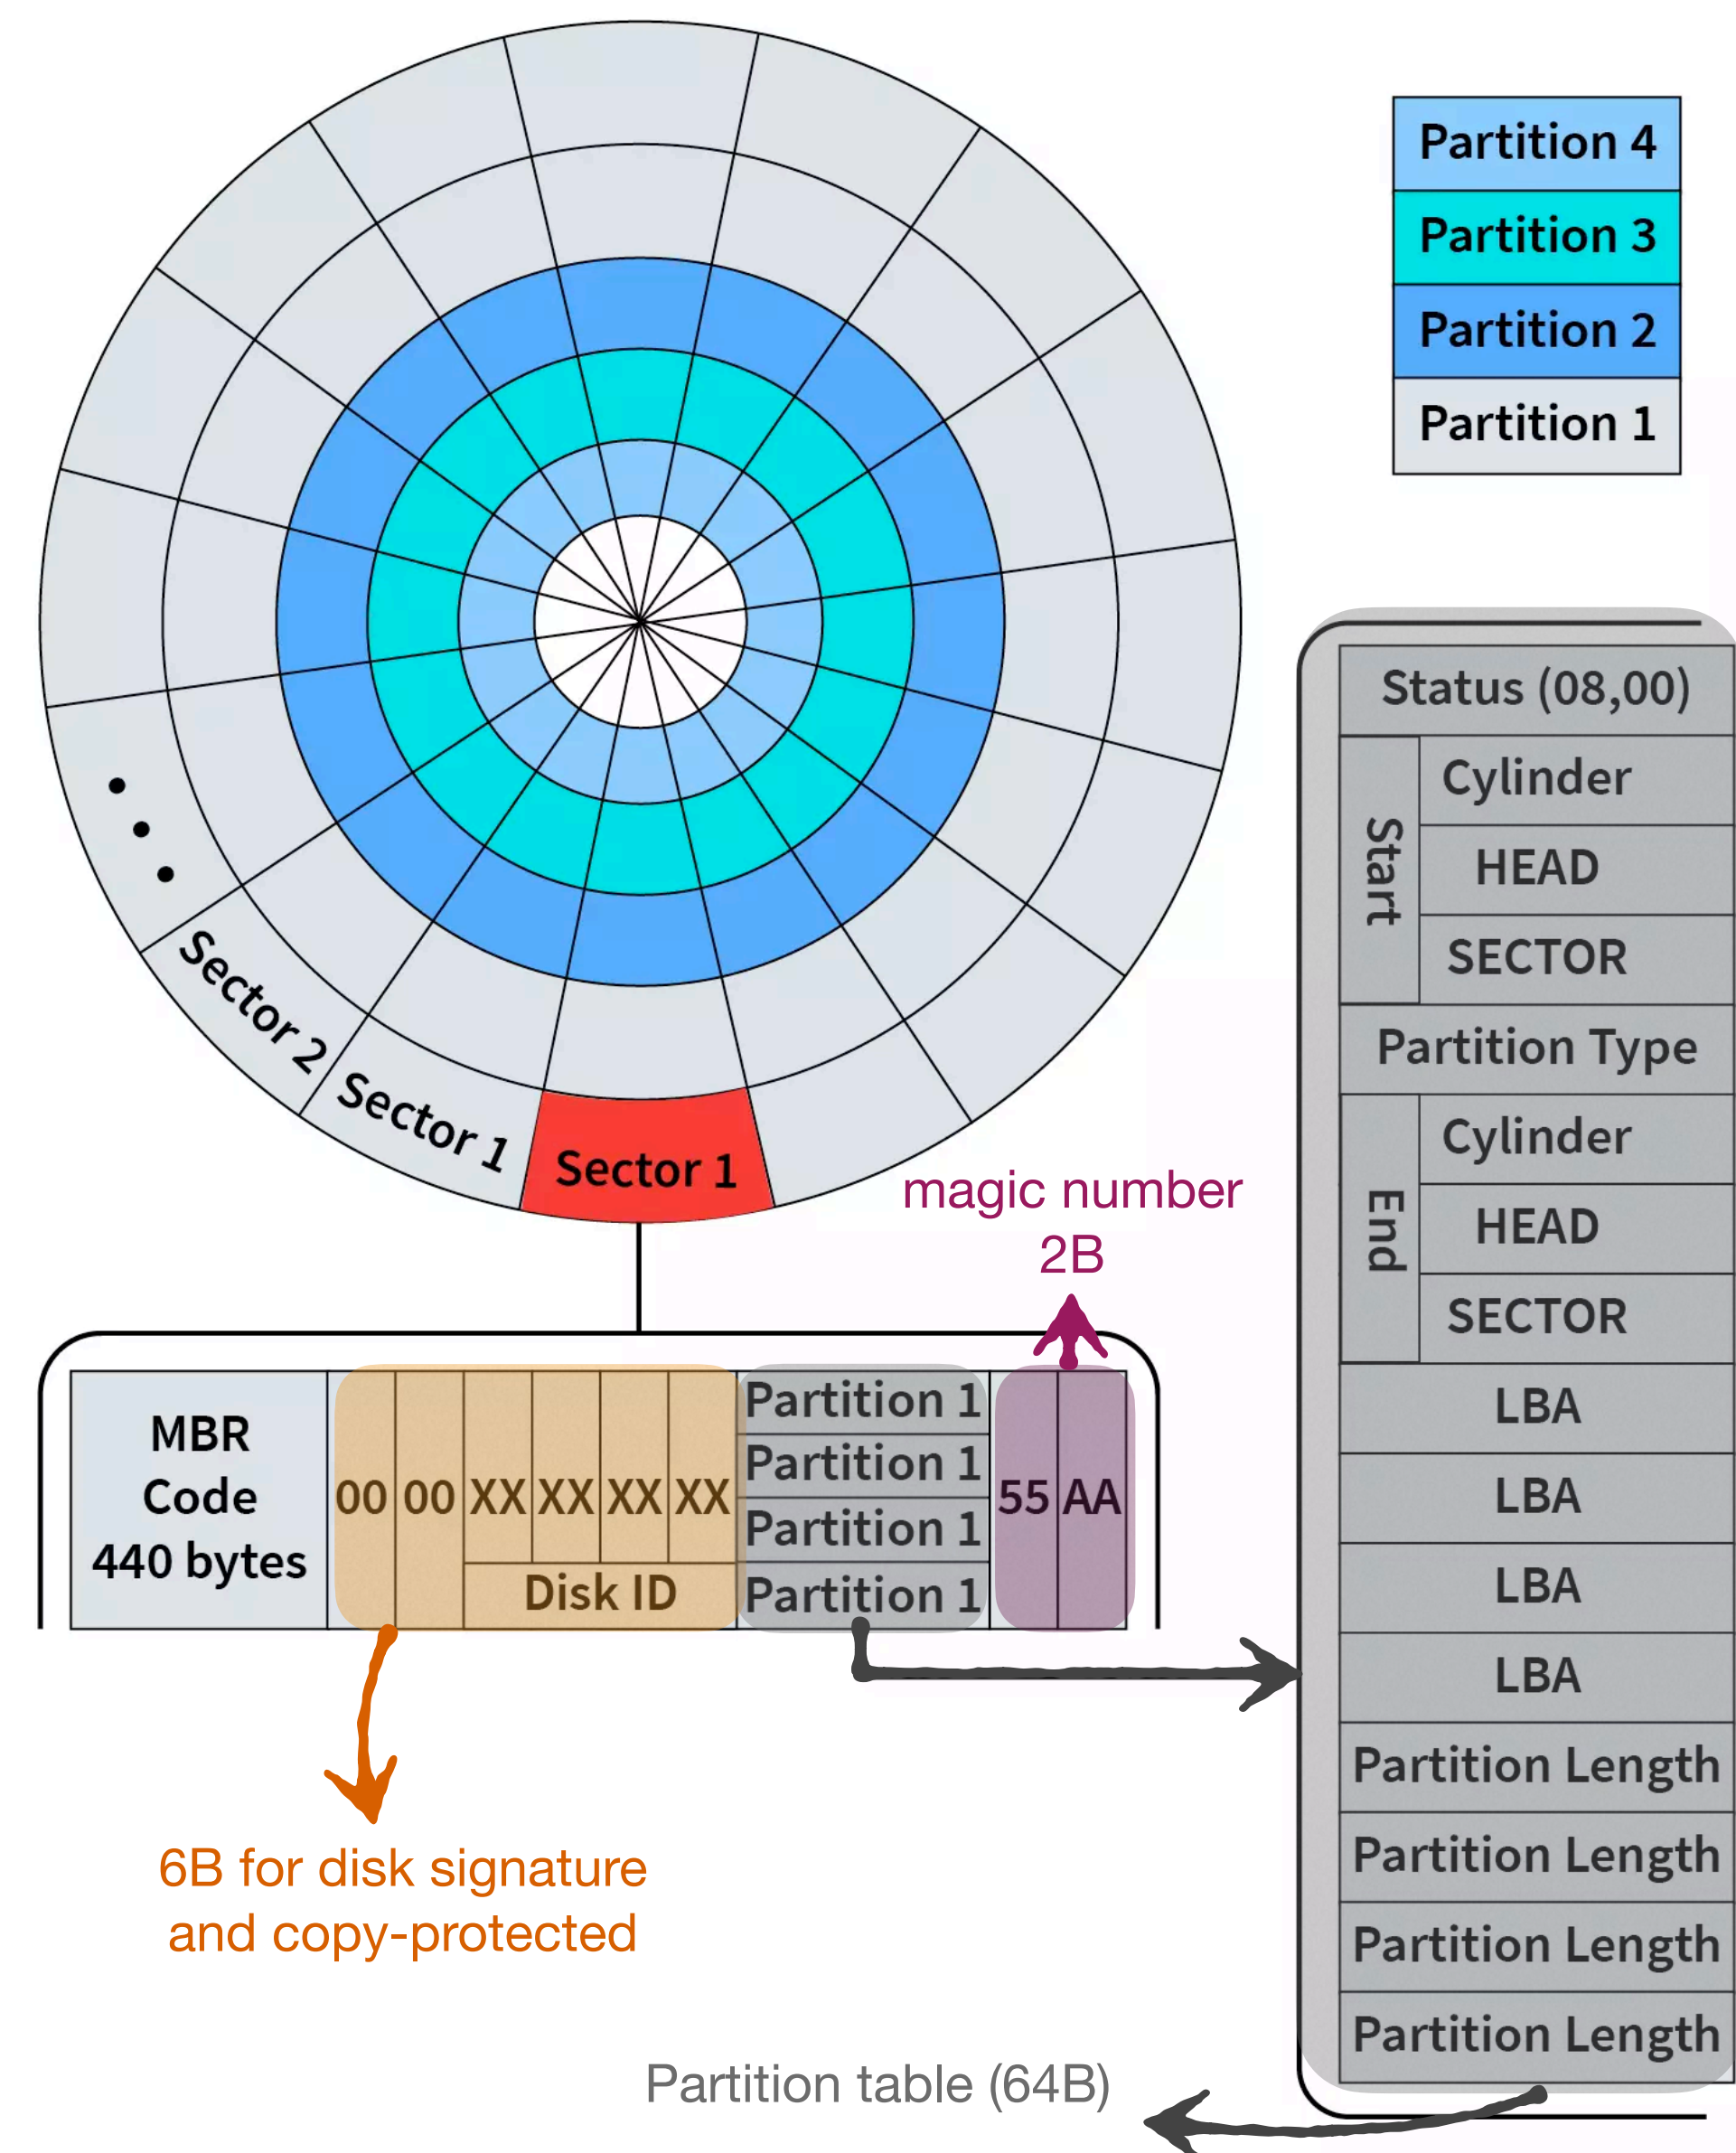 Partition 4
Partition 3
Partition 2
Partition 1
Sector 2
Sector 1
Sector 1
magic number
2B
MBR
Code
440 bytes
00 00 XX XX XX XX
Disk ID
Partition 1
Partition 1
Partition 1
Partition 1
55 AA
6B for disk signature
and copy-protected
Status (08,00)
Start
Cylinder
HEAD
SECTOR
Partition Type
End
Cylinder
HEAD
SECTOR
LBA
LBA
LBA
LBA
Partition Length
Partition Length
Partition Length
Partition Length
Partition table (64B)